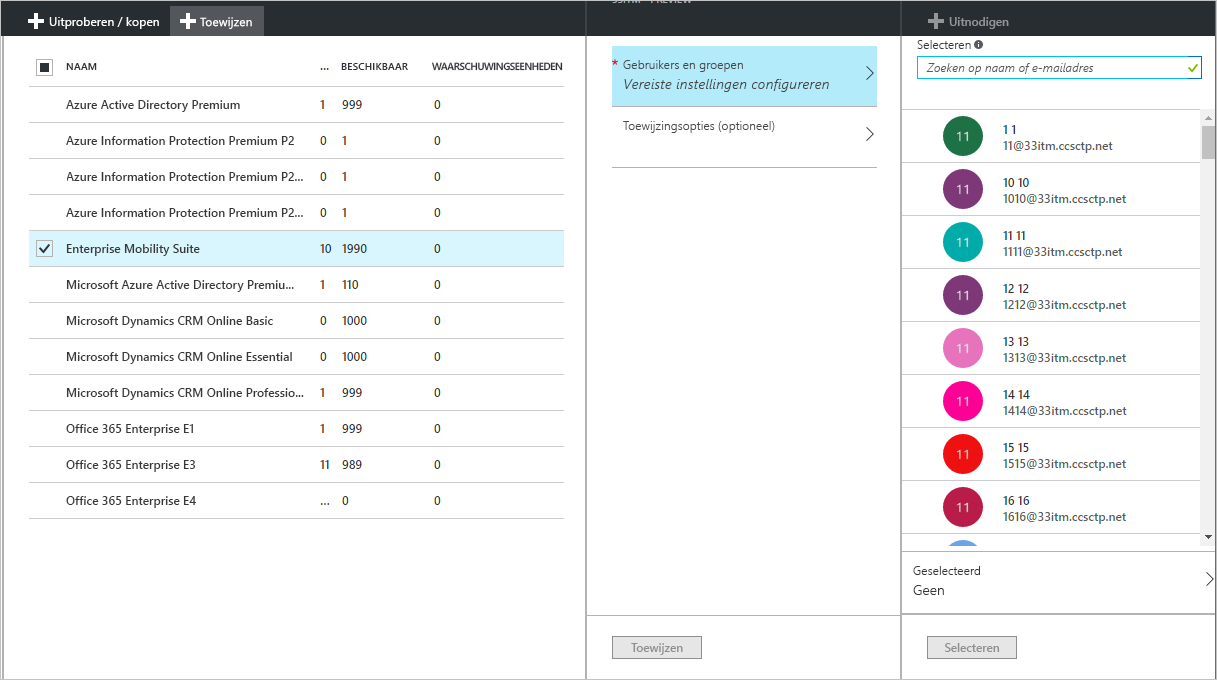 Uitproberen / kopen Toewijzen
NAAM ... BESCHIKBAAR WAARSCHUWINGSEENHEDEN
Azure Active Directory Premium 1 999 0
Azure Information Protection Premium P2 0 1 0
Azure Information Protection Premium P2... 0 1 0
Azure Information Protection Premium P2... 0 1 0
Enterprise Mobility Suite 10 1990 0
Microsoft Azure Active Directory Premiu... 1 110 0
Microsoft Dynamics CRM Online Basic 0 1000 0
Microsoft Dynamics CRM Online Essential 0 1000 0
Microsoft Dynamics CRM Online Professio... 1 999 0
Office 365 Enterprise E1 1 999 0
Office 365 Enterprise E3 11 989 0
Office 365 Enterprise E4 ... 0 0
* Gebruikers en groepen
Vereiste instellingen configureren
Toewijzingsopties (optioneel)
Toewijzen
Uitnodigen
Selecteren
Zoeken op naam of e-mailadres
11 1 1
11@33itm.ccsctp.net
11 10 10
1010@33itm.ccsctp.net
11 11 11
1111@33itm.ccsctp.net
11 12 12
1212@33itm.ccsctp.net
11 13 13
1313@33itm.ccsctp.net
11 14 14
1414@33itm.ccsctp.net
11 15 15
1515@33itm.ccsctp.net
11 16 16
1616@33itm.ccsctp.net
Geselecteerd
Geen
Selecteren